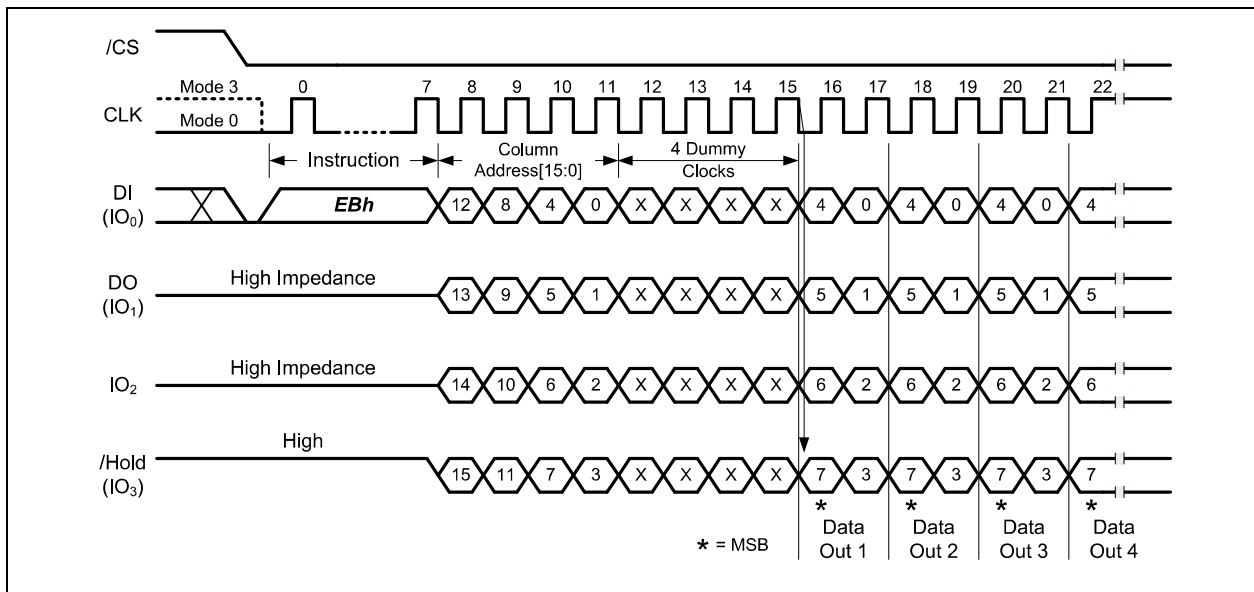 /CS
Mode 3 0 7 8 9 10 11 12 13 14 15 16 17 18 19 20 21 22
CLK
Mode 0
Instruction
Column
Address[15:0]
4 Dummy
Clocks
DI
(IO₀)
EBh 12 8 4 0 X X X X 4 0 4 0 4 0 4
DO
(IO₁)
High Impedance 13 9 5 1 X X X X 5 1 5 1 5 1 5
IO₂ High Impedance 14 10 6 2 X X X X 6 2 6 2 6 2 6
/Hold
(IO₃)
High 15 11 7 3 X X X X 7 3 7 3 7 3 7
* * * *
* = MSB
Data
Out 1
Data
Out 2
Data
Out 3
Data
Out 4